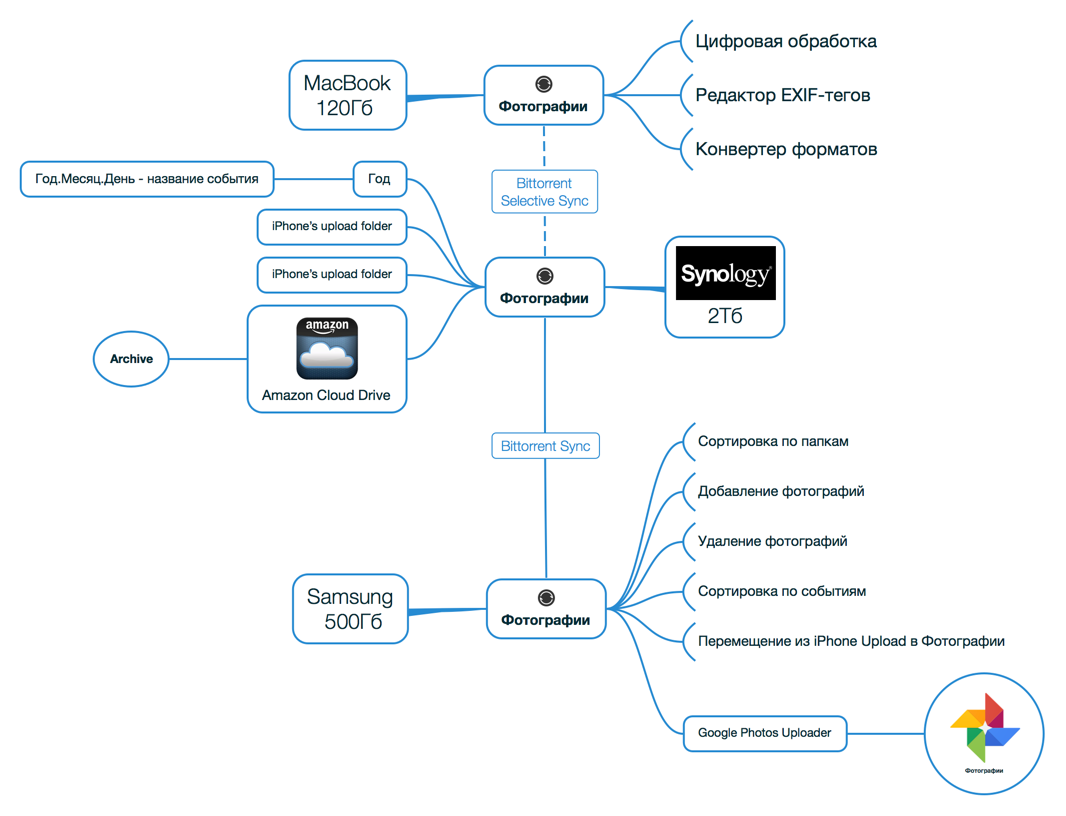 MacBook
120Гб
Фотографии
Цифровая обработка
Редактор EXIF-тегов
Конвертер форматов
Bittorrent
Selective Sync
Год.Месяц.День - название события
Год
iPhone's upload folder
iPhone's upload folder
Фотографии
Synology
2Тб
amazon
Amazon Cloud Drive
Archive
Bittorrent Sync
Samsung
500Гб
Фотографии
Сортировка по папкам
Добавление фотографий
Удаление фотографий
Сортировка по событиям
Перемещение из iPhone Upload в Фотографии
Google Photos Uploader
Фотографии